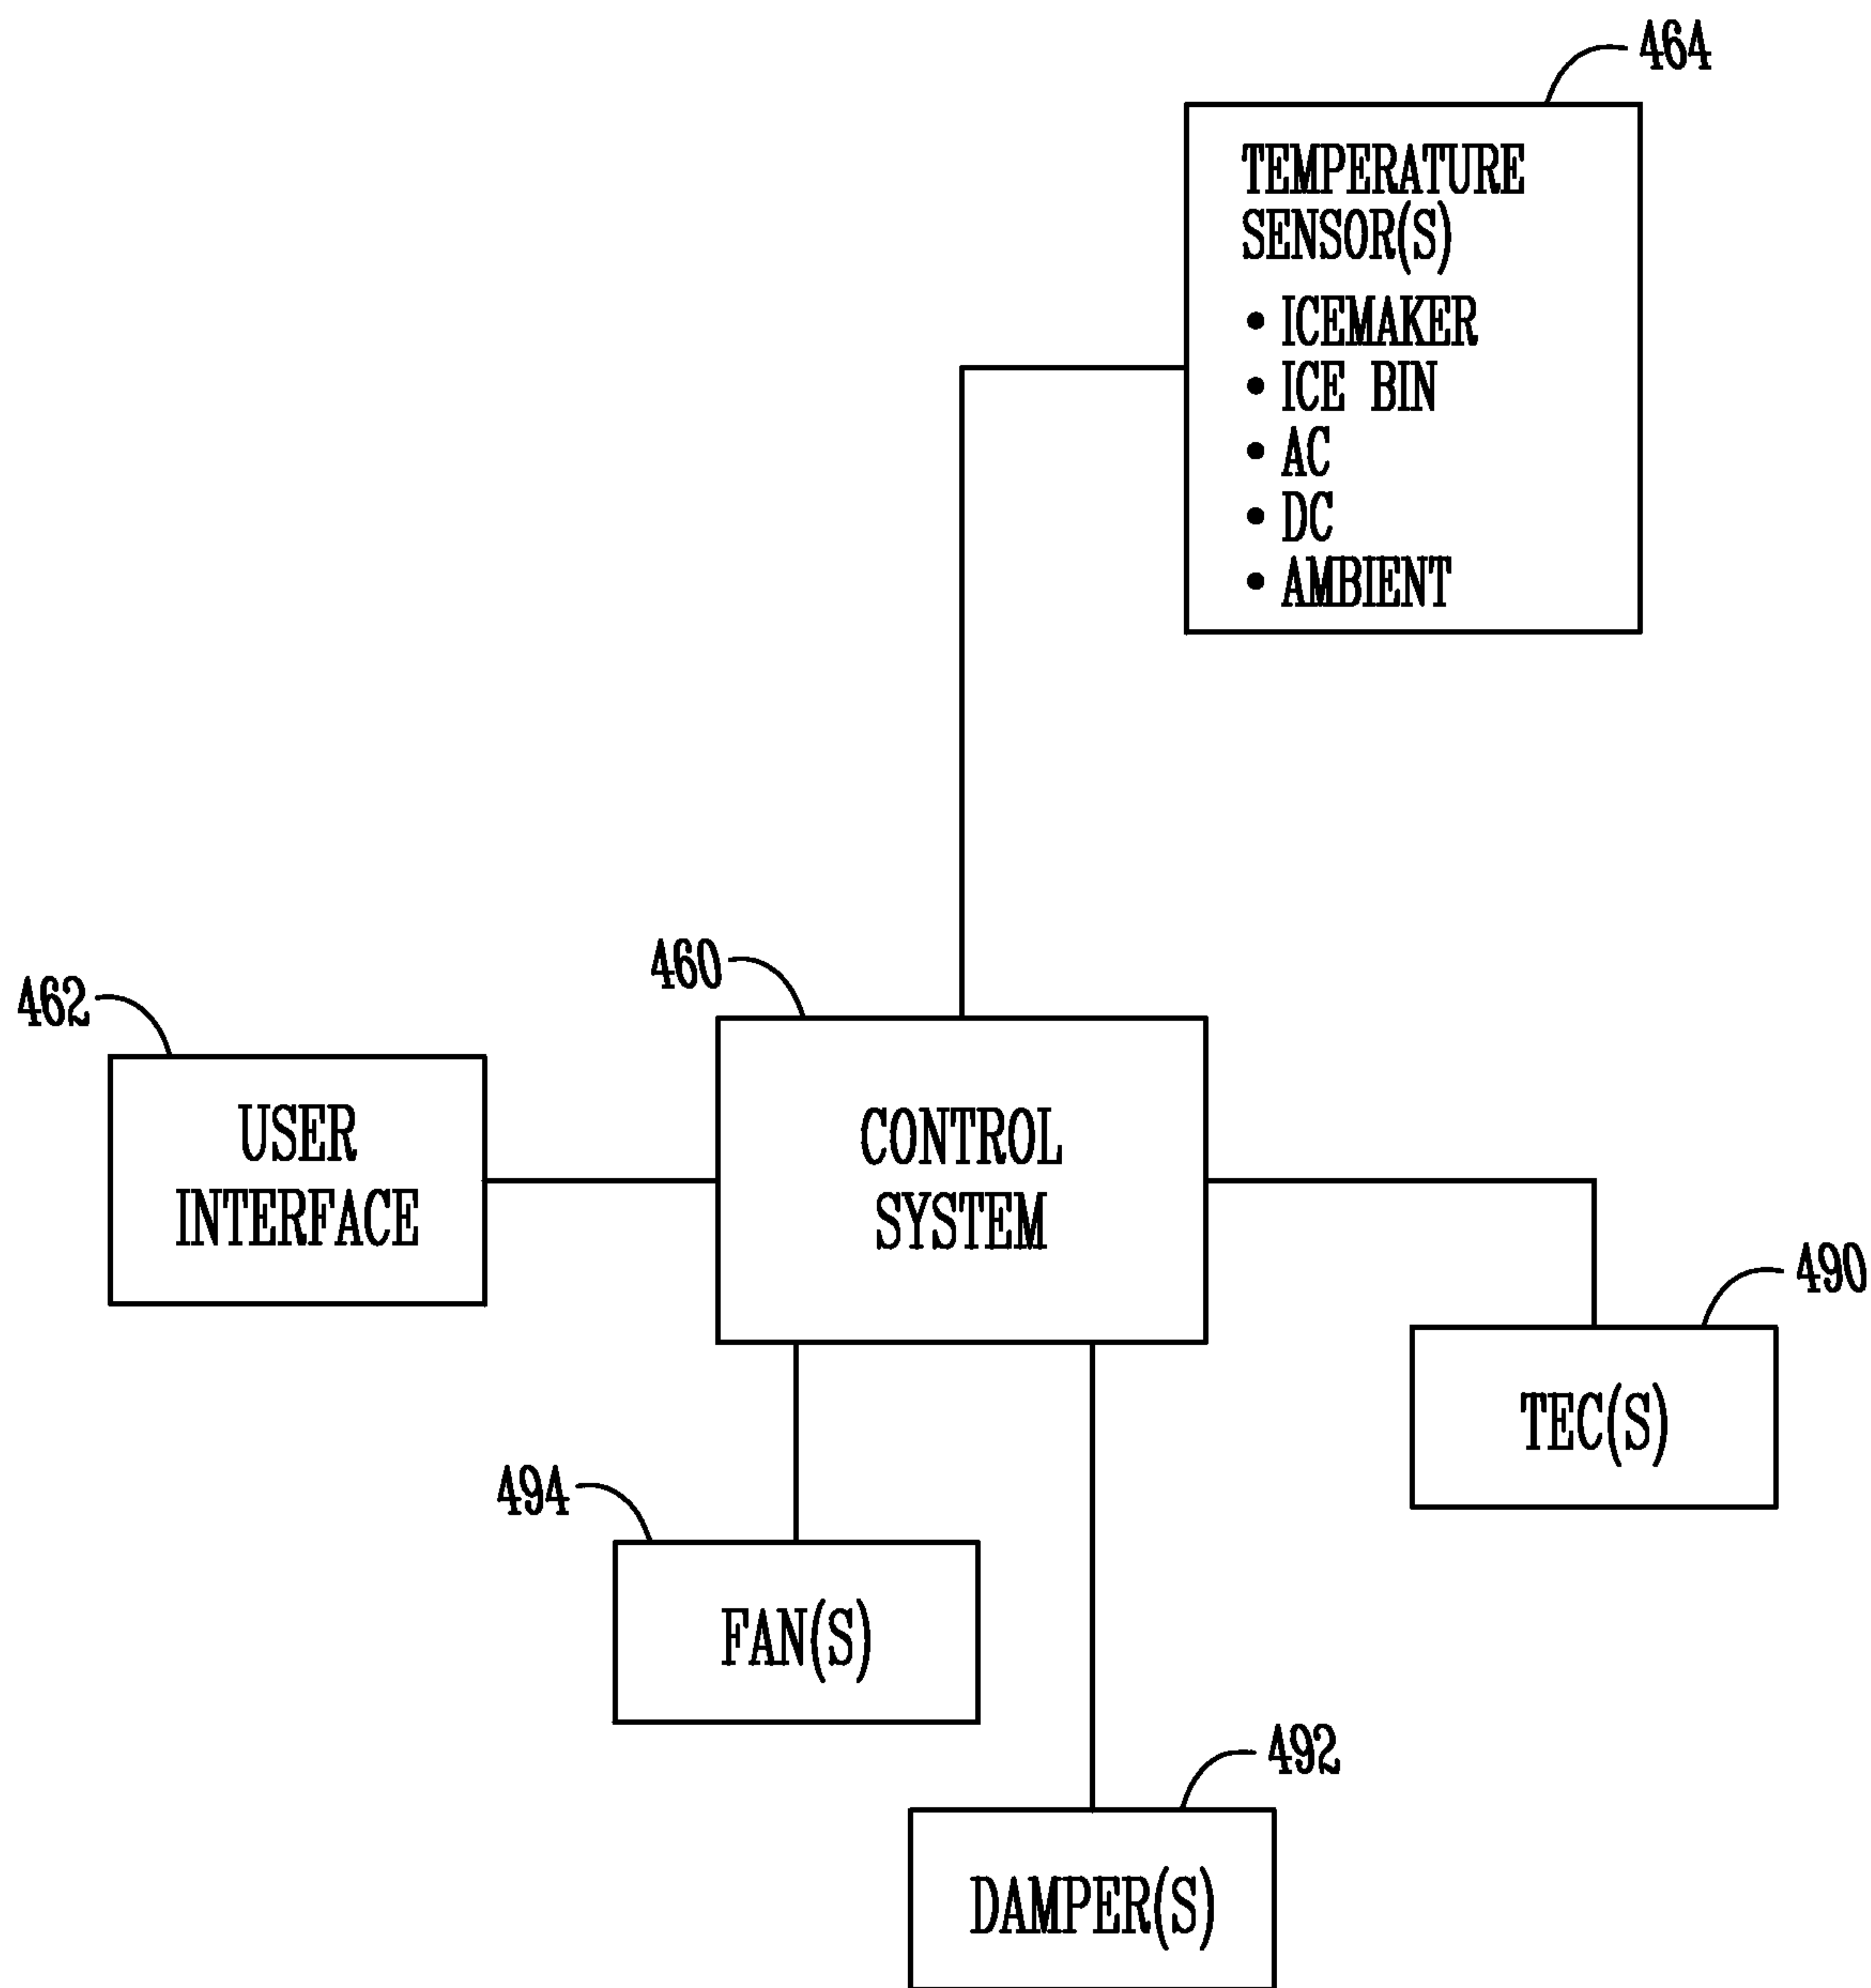 464
TEMPERATURE
SENSOR(S)
• ICEMAKER
• ICE BIN
• AC
• DC
• AMBIENT
460
462
USER
INTERFACE
CONTROL
SYSTEM
490
TEC(S)
494
FAN(S)
492
DAMPER(S)